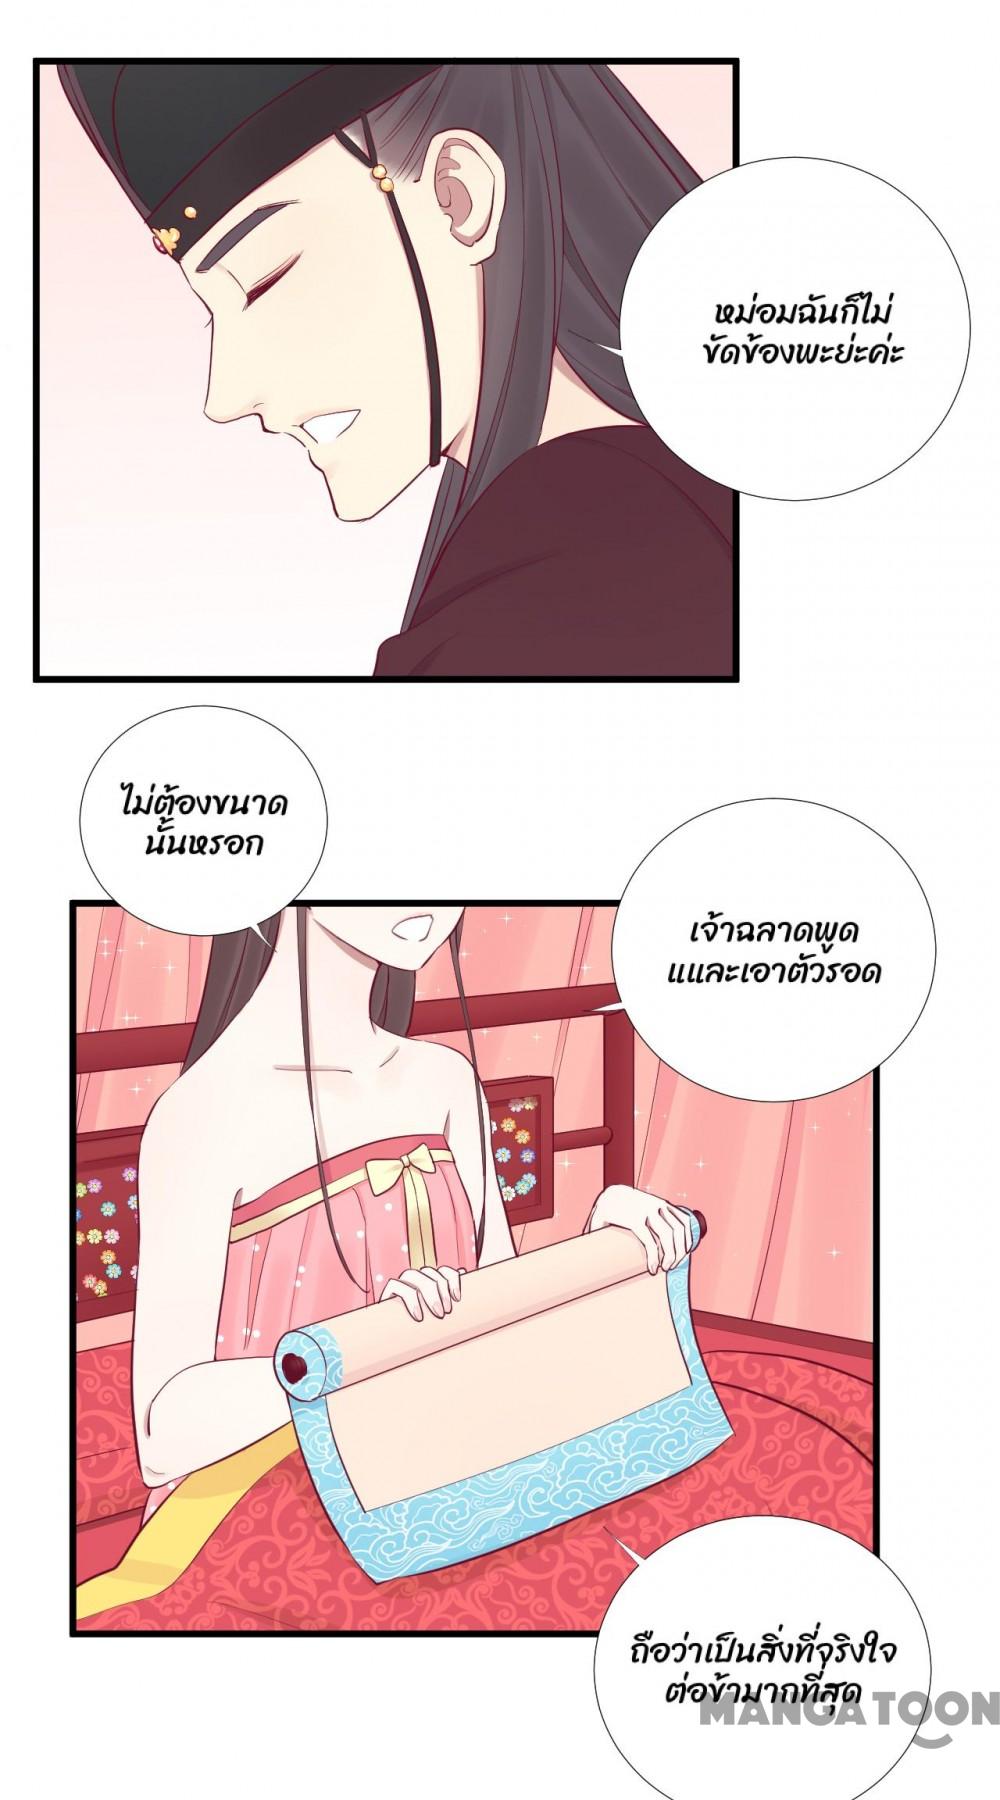 หม่อมฉันก็ไม่
ขัดข้องพะย่ะค่ะ
ไม่ต้องขนาด
นั้นหรอก
เจ้าฉลาดพูด
แและเอาตัวรอด
ถือว่าเป็นสิ่งที่จริงใจ
ต่อข้ามากที่สุด
MANGATOON